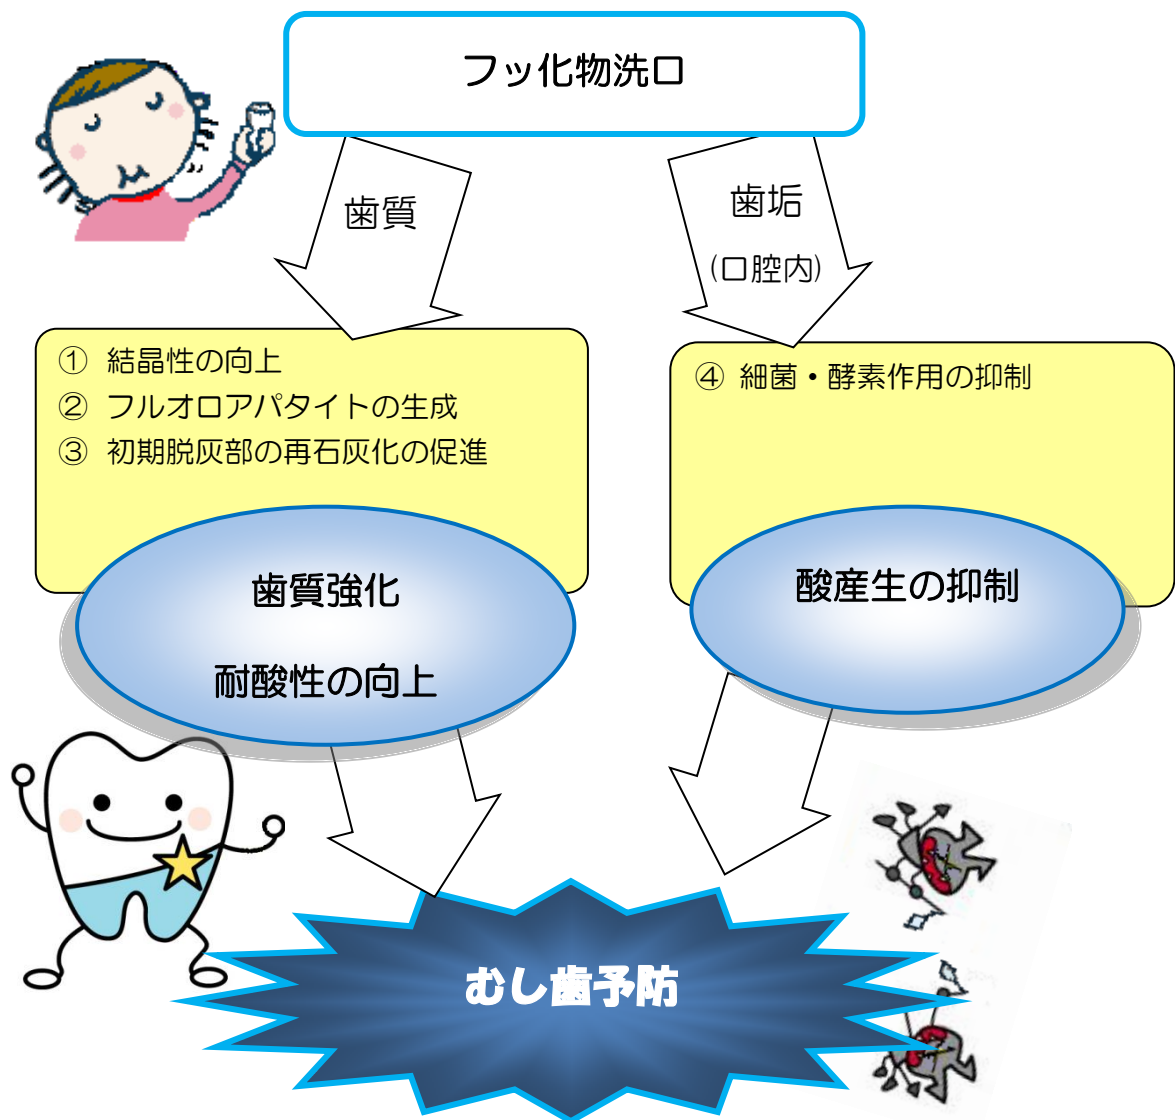 フッ化物洗口
歯質
歯垢
(口腔内)
① 結晶性の向上
② フルオロアパタイトの生成
③ 初期脱灰部の再石灰化の促進
④ 細菌・酵素作用の抑制
歯質強化
耐酸性の向上
酸産生の抑制
むし歯予防